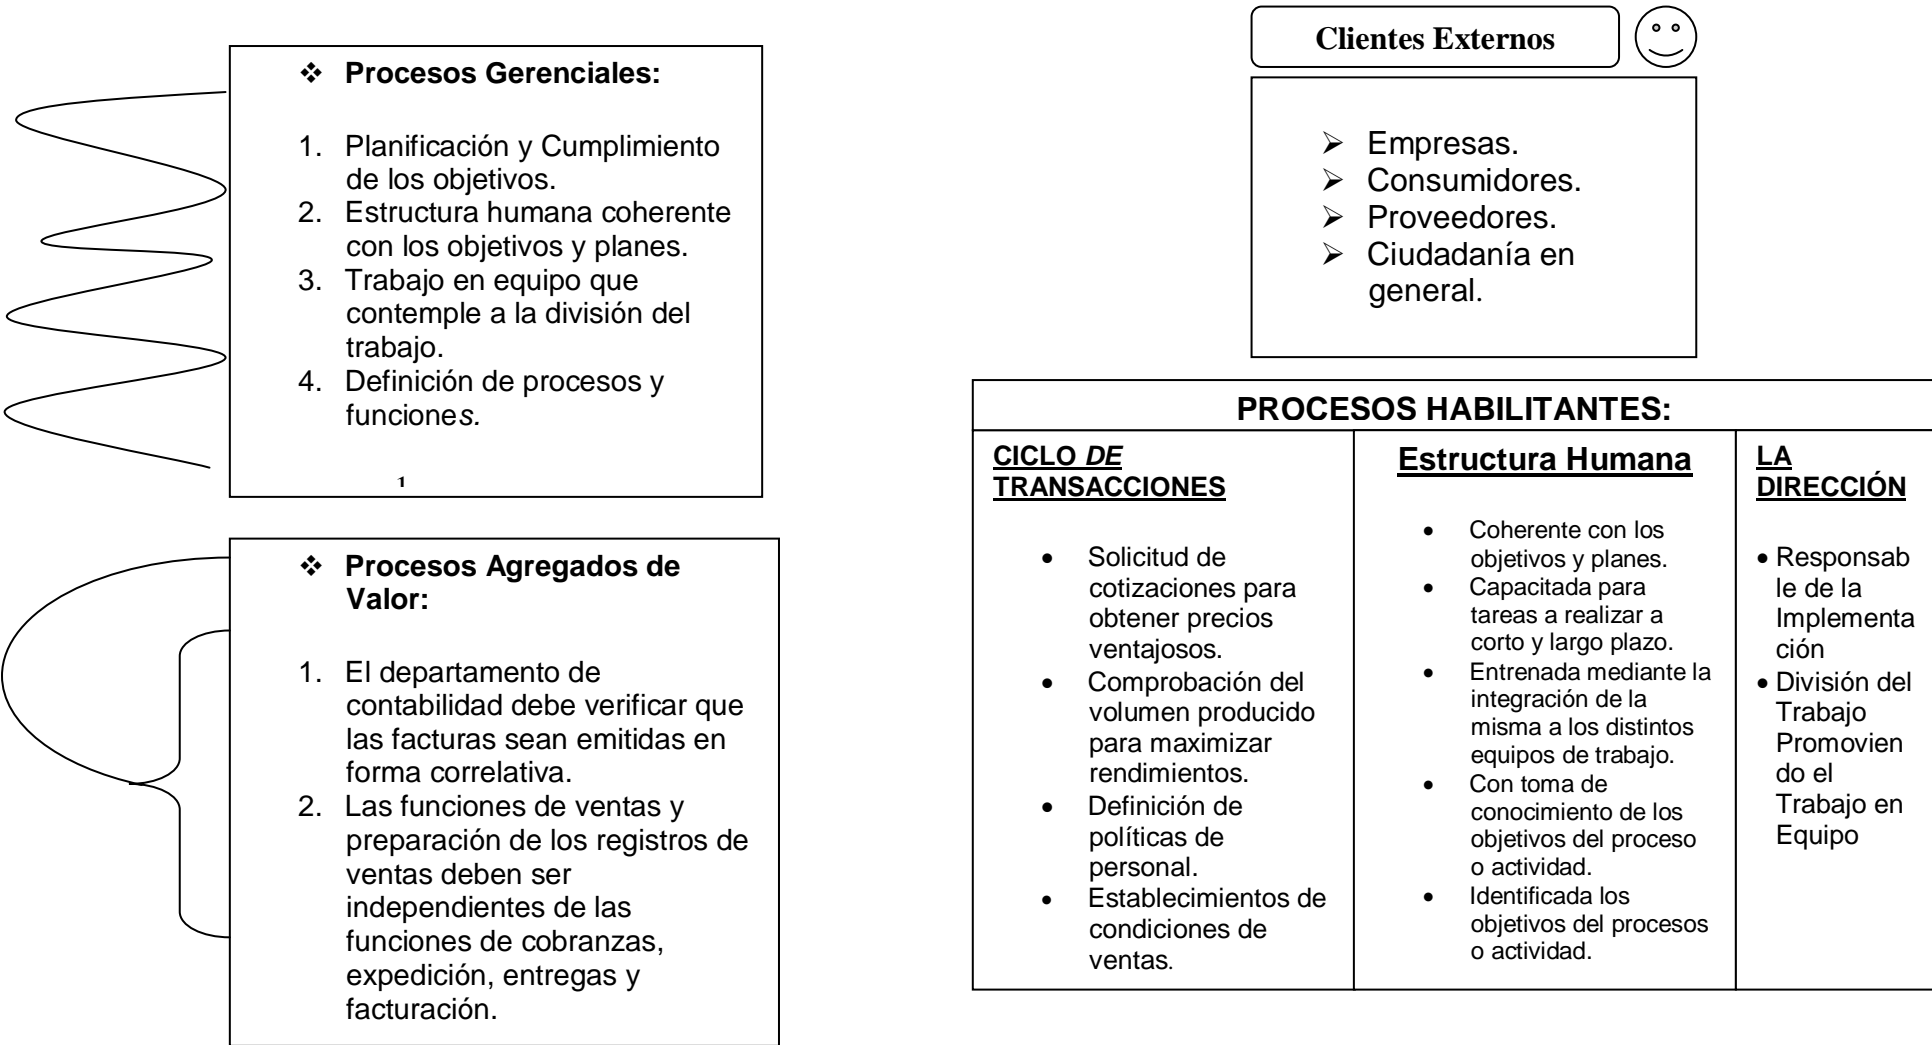 ❖ Procesos Gerenciales:
1. Planificación y Cumplimiento
de los objetivos.
2. Estructura humana coherente
con los objetivos y planes.
3. Trabajo en equipo que
contemple a la división del
trabajo.
4. Definición de procesos y
funciones.
1
❖ Procesos Agregados de
Valor:
1. El departamento de
contabilidad debe verificar que
las facturas sean emitidas en
forma correlativa.
2. Las funciones de ventas y
preparación de los registros de
ventas deben ser
independientes de las
funciones de cobranzas,
expedición, entregas y
facturación.
Clientes Externos
➢ Empresas.
➢ Consumidores.
➢ Proveedores.
➢ Ciudadanía en
general.
PROCESOS HABILITANTES:
CICLO DE
TRANSACCIONES
• Solicitud de
cotizaciones para
obtener precios
ventajosos.
• Comprobación del
volumen producido
para maximizar
rendimientos.
• Definición de
políticas de
personal.
• Establecimientos de
condiciones de
ventas.
Estructura Humana
• Coherente con los
objetivos y planes.
• Capacitada para
tareas a realizar a
corto y largo plazo.
• Entrenada mediante la
integración de la
misma a los distintos
equipos de trabajo.
• Con toma de
conocimiento de los
objetivos del proceso
o actividad.
• Identificada los
objetivos del procesos
o actividad.
LA
DIRECCIÓN
• Responsab
le de la
Implementa
ción
• División del
Trabajo
Promovien
do el
Trabajo en
Equipo